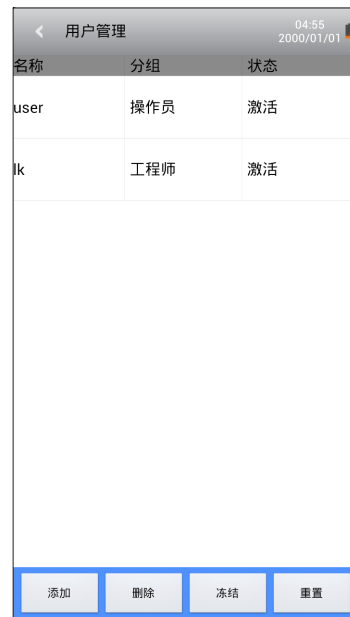 用户管理
04:55
2000/01/01
名称 分组 状态
user 操作员 激活
lk 工程师 激活
添加 删除 冻结 重置